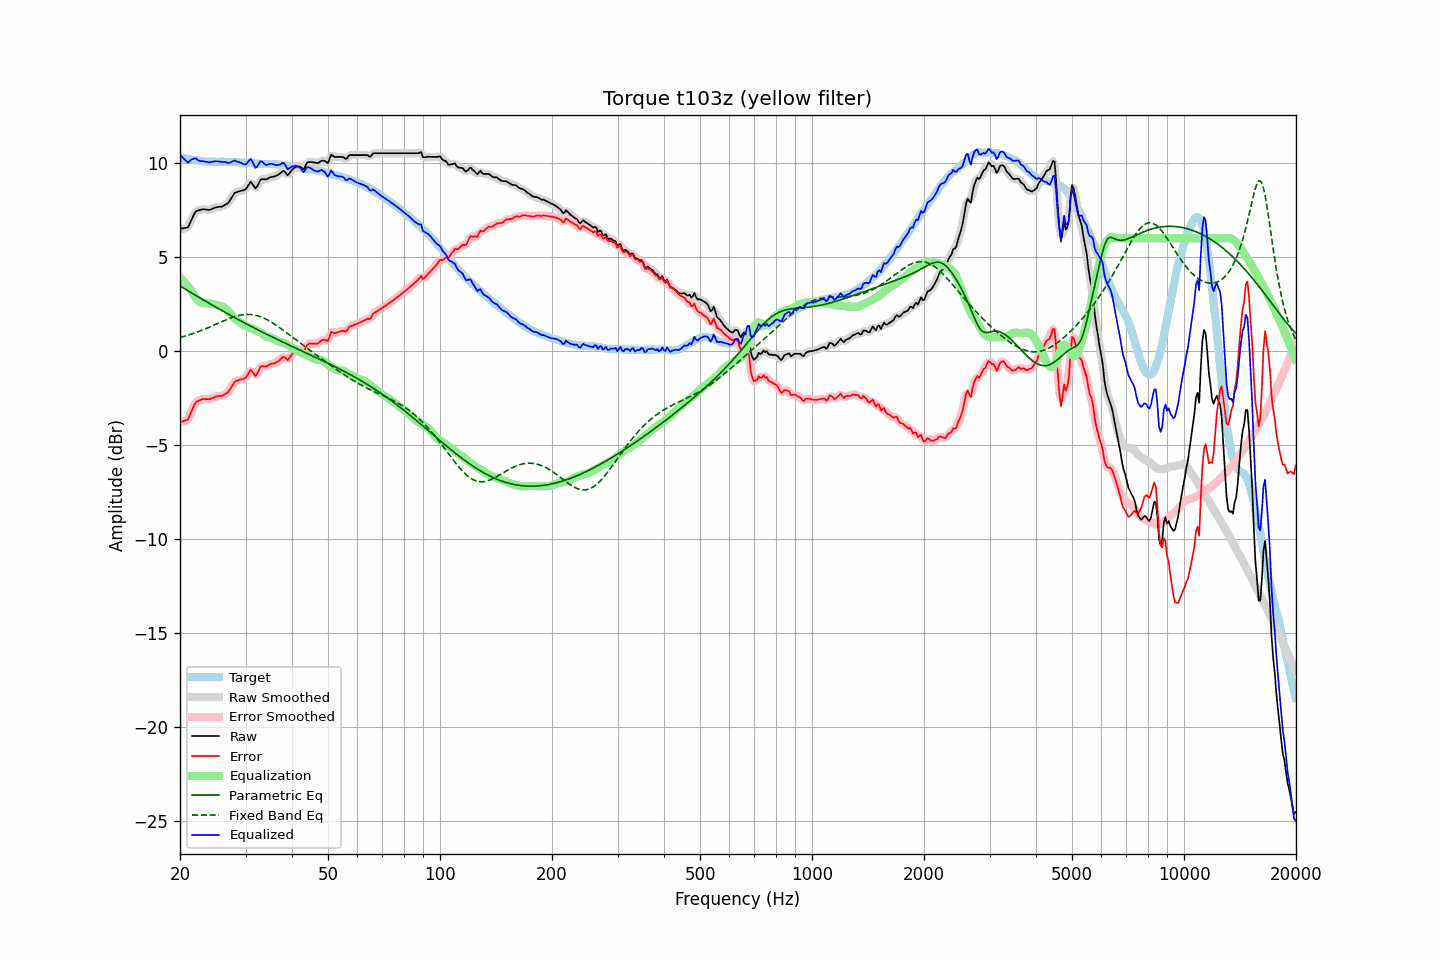 Torque t103z (yellow filter)
Amplitude (dBr)
10
5
0
−5
−10
−15
−20
−25
Target
Raw Smoothed
Error Smoothed
Raw
Error
Equalization
Parametric Eq
Fixed Band Eq
Equalized
20 50 100 200 500 1000 2000 5000 10000 20000
Frequency (Hz)